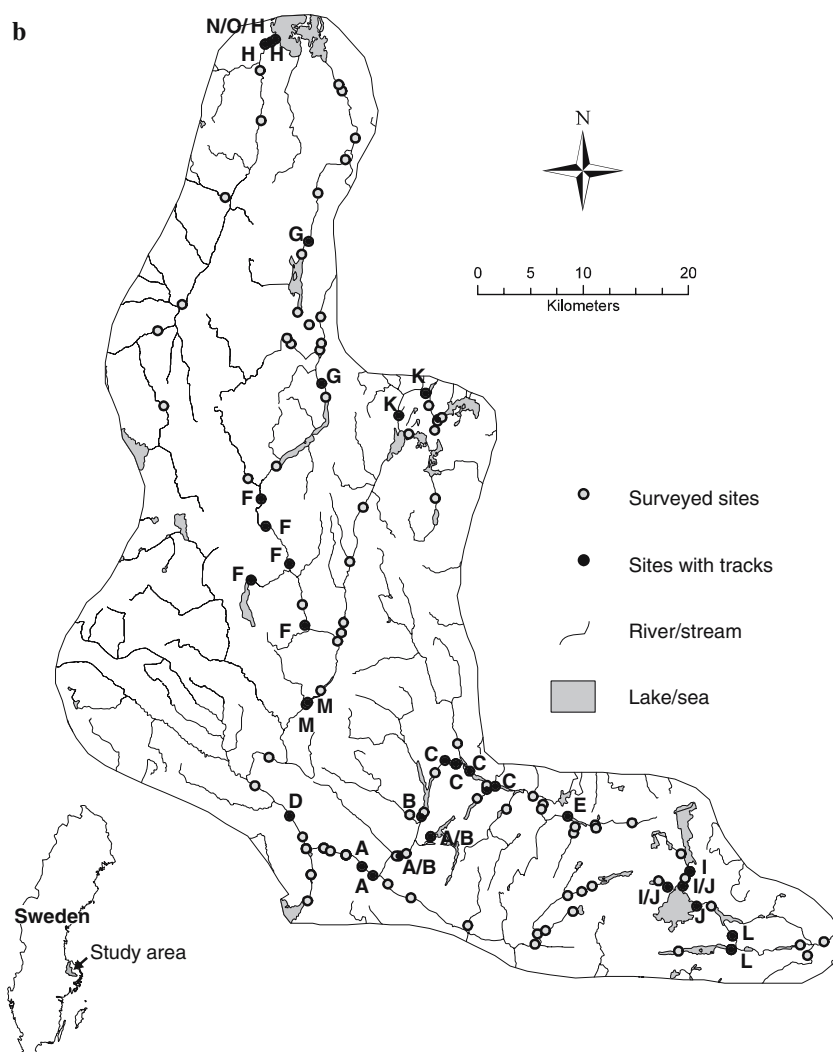 b
N/O/H
H H
N
G
0 5 10 20
Kilometers
G
K
K
F
F
F
F
F
M
M
Surveyed sites
Sites with tracks
River/stream
Lake/sea
C
C
C
B
D
E
A/B
A
A/B
A
I
I/J
I/J
J
L
L
Sweden
Study area